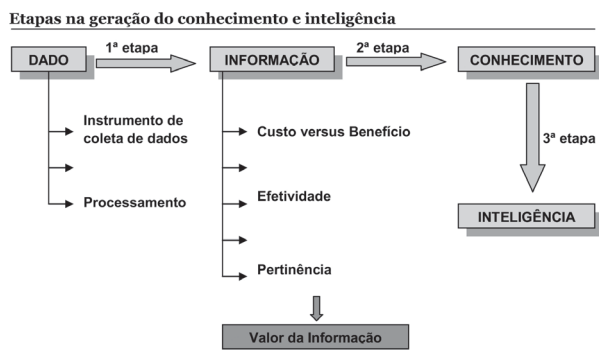 Etapas na geração do conhecimento e inteligência
1ª etapa
2ª etapa
DADO
INFORMAÇÃO
CONHECIMENTO
Instrumento de
coleta de dados
Custo versus Benefício
3ª etapa
Processamento
Efetividade
INTELIGÊNCIA
Pertinência
Valor da Informação